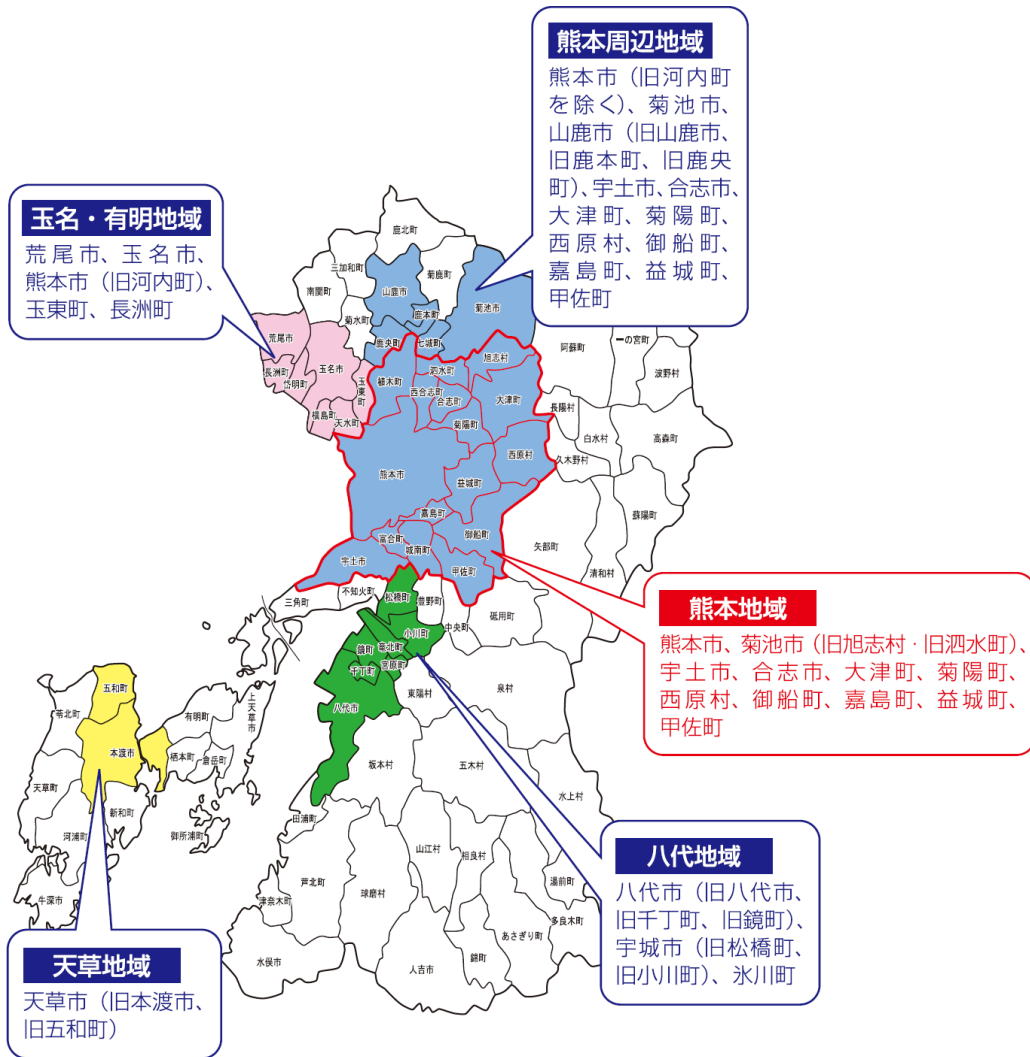 熊本周辺地域
熊本市（旧河内町
を除く）、菊池市、
山鹿市（旧山鹿市、
旧鹿本町、旧鹿央
町）、宇土市、合志市、
大津町、菊陽町、
西原村、御船町、
嘉島町、益城町、
甲佐町
玉名・有明地域
荒尾市、玉名市、
熊本市（旧河内町）、
玉東町、長洲町
鹿北町
三加和町
菊鹿町
南関町
山鹿市
菊池市
菊水町
鹿本町
荒尾市
鹿央町
七城町
阿蘇町
一の宮町
波野村
長洲町
岱明町
玉名市
玉東町
植木町
泗水町
旭志村
西合志町
合志町
大津町
横島町
天水町
菊陽町
長陽村
白水村
高森町
熊本市
西原村
久木野村
益城町
蘇陽町
嘉島町
富合町
城南町
御船町
矢部町
宇土市
甲佐町
清和村
三角町
不知火町
松橋町
豊野町
中央町
砥用町
小川町
鏡町
竜北町
宮原町
千丁町
東陽村
泉村
八代市
熊本地域
熊本市、菊池市（旧旭志村・旧泗水町）、
宇土市、合志市、大津町、菊陽町、
西原村、御船町、嘉島町、益城町、
甲佐町
五和町
苓北町
有明町
上天草市
本渡市
栖本町
倉岳町
天草町
新和町
河浦町
御所浦町
牛深市
坂本村
五木村
水上村
田浦町
山江村
相良村
芦北町
球磨村
湯前町
津奈木町
多良木町
あさぎり町
水俣市
人吉市
錦町
八代地域
八代市（旧八代市、
旧千丁町、旧鏡町）、
宇城市（旧松橋町、
旧小川町）、氷川町
天草地域
天草市（旧本渡市、
旧五和町）